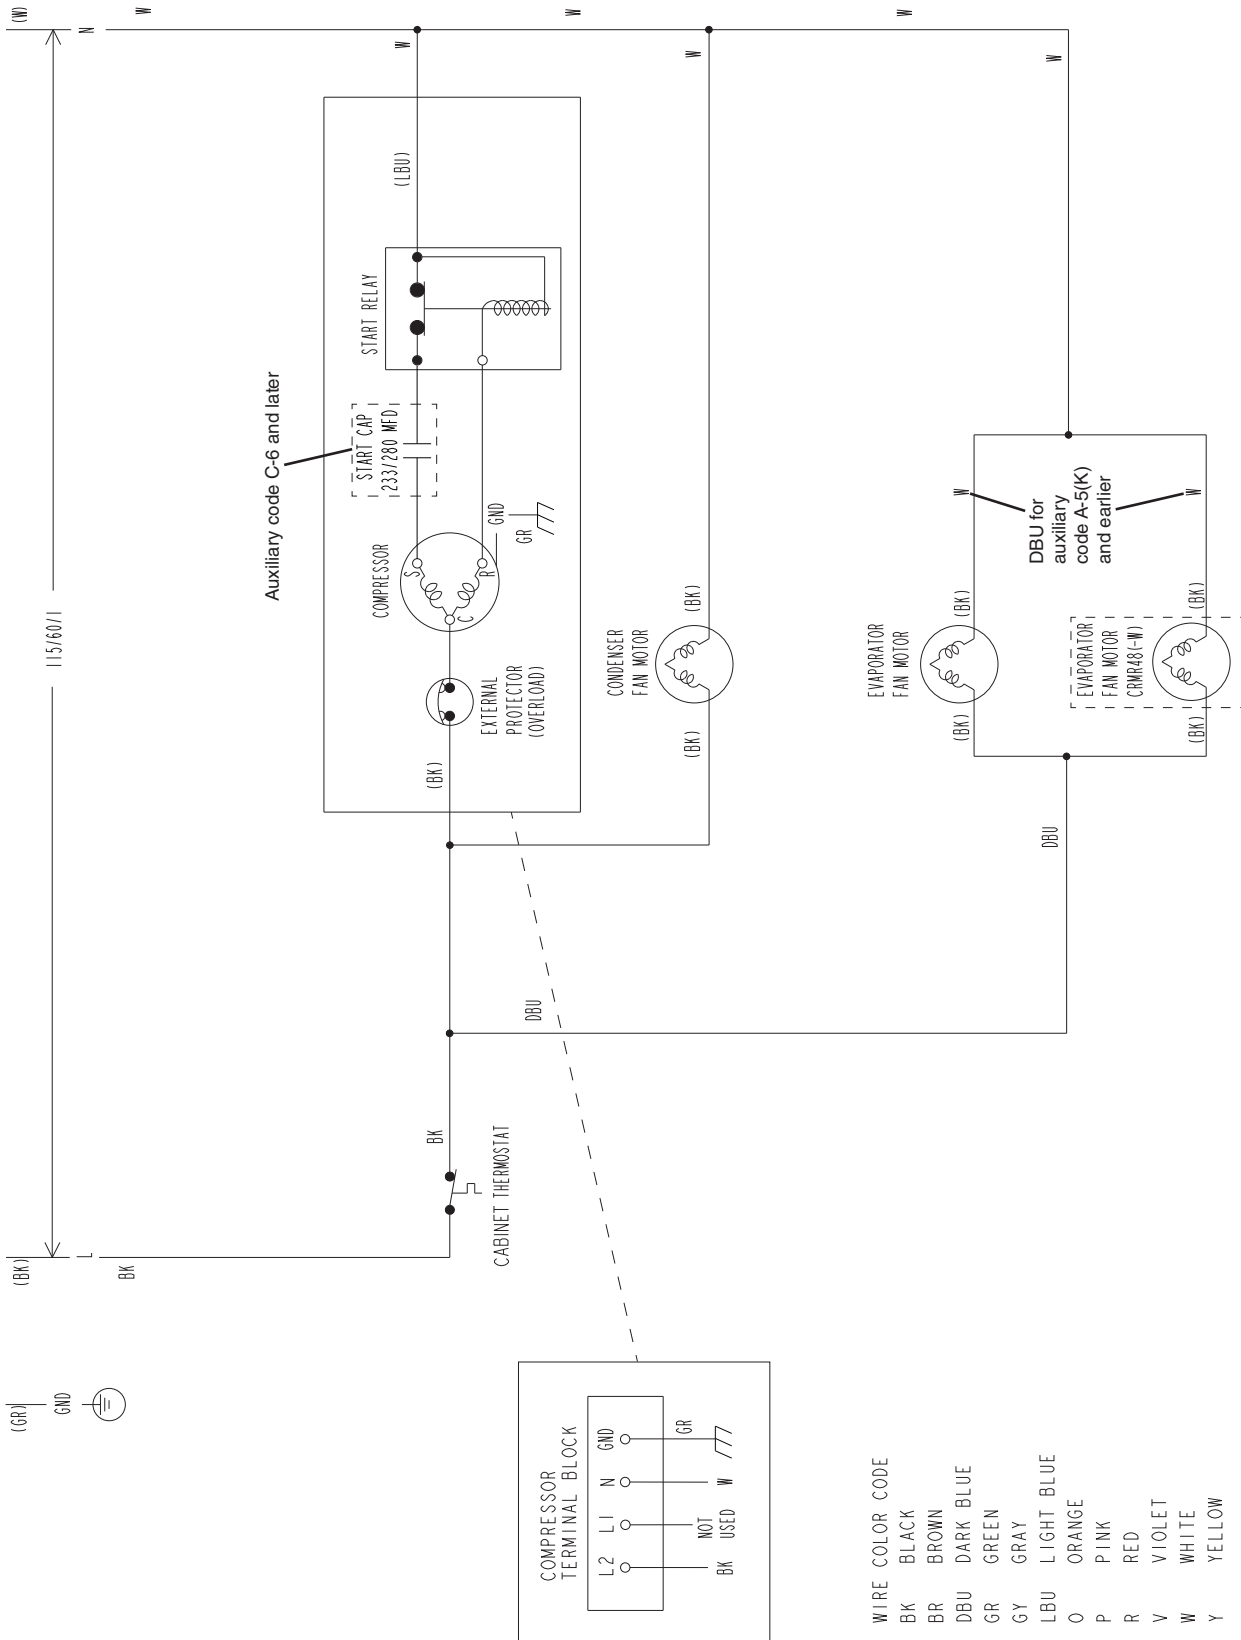 (GR)
GND
(BK)
L
115/60/1
N
(W)
BK
W
W
W
BK
CABINET THERMOSTAT
DBU
(BK)
EXTERNAL
PROTECTOR
(OVERLOAD)
COMPRESSOR
C
S
R
GND
GR
Auxiliary code C-6 and later
START CAP
233/280 MFD
START RELAY
(LBU)
W
(BK)
CONDENSER
FAN MOTOR
(BK)
W
DBU
(BK)
EVAPORATOR
FAN MOTOR
(BK)
W
DBU for
auxiliary
code A-5(K)
and earlier
W
(BK)
EVAPORATOR
FAN MOTOR
CRMR48(-W)
(BK)
W
COMPRESSOR
TERMINAL BLOCK
L2 L1 N GND
BK
NOT
USED
W
GR
WIRE COLOR CODE
BK BLACK
BR BROWN
DBU DARK BLUE
GR GREEN
GY GRAY
LBU LIGHT BLUE
O ORANGE
P PINK
R RED
V VIOLET
W WHITE
Y YELLOW